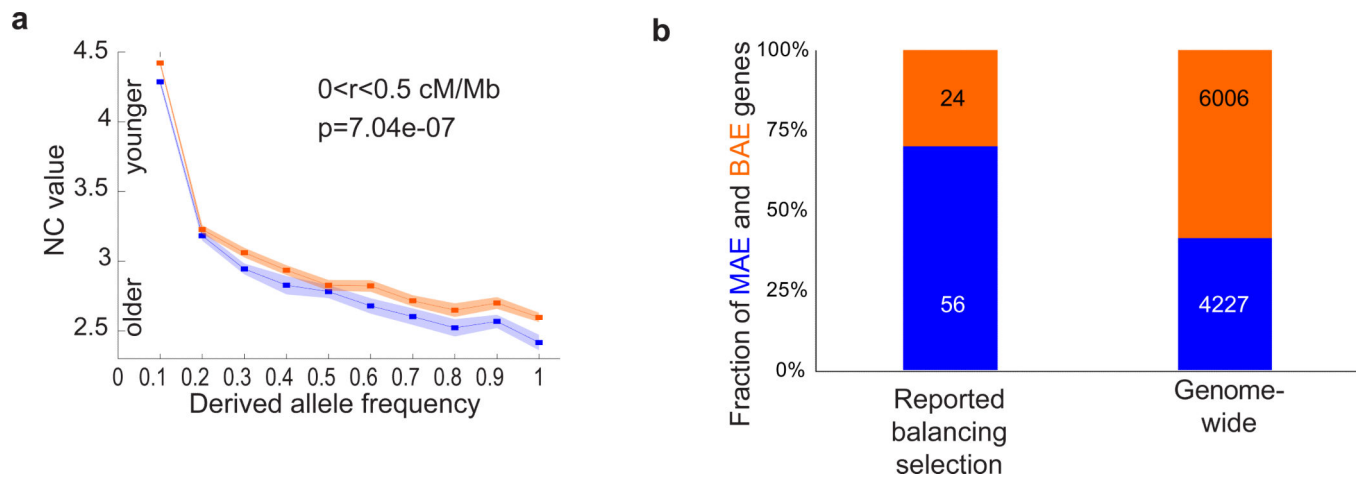 a
4.5
4
3.5
3
2.5
NC value
younger
older
0<r<0.5 cM/Mb
p=7.04e-07
0 0.1 0.2 0.3 0.4 0.5 0.6 0.7 0.8 0.9 1
Derived allele frequency
b
Fraction of MAE and BAE genes
100%
75%
50%
25%
0%
24
56
6006
4227
Reported
balancing
selection
Genome-
wide